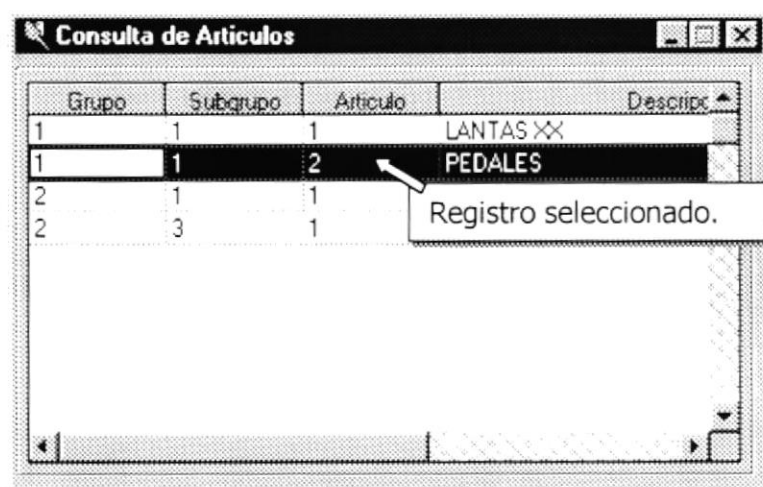 Consulta de Articulos
Grupo Subgrupo Articulo Descripc
1 1 1 LANTAS XX
1 1 2 PEDALES
2 1 1
2 3 1
Registro seleccionado.